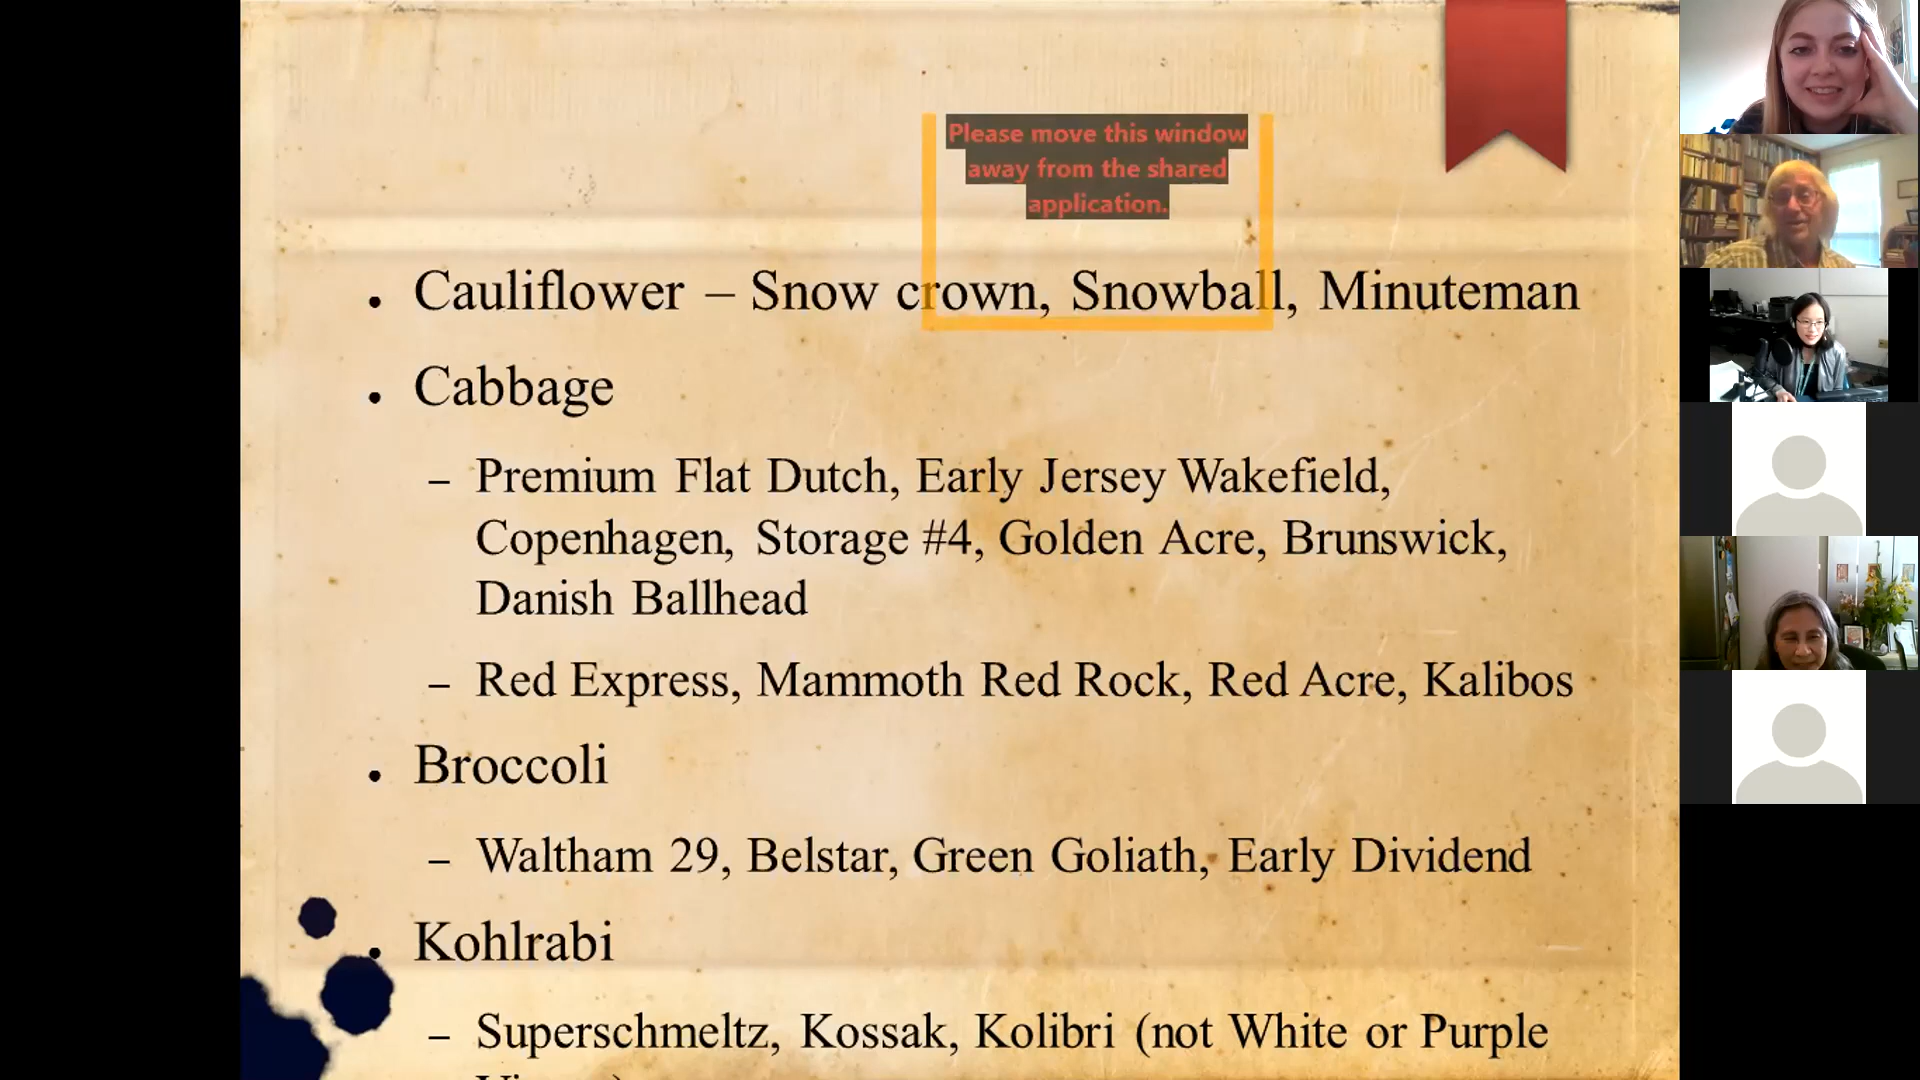 Please move this window
away from the shared
application.
• Cauliflower – Snow crown, Snowball, Minuteman
• Cabbage
– Premium Flat Dutch, Early Jersey Wakefield,
Copenhagen, Storage #4, Golden Acre, Brunswick,
Danish Ballhead
– Red Express, Mammoth Red Rock, Red Acre, Kalibos
• Broccoli
– Waltham 29, Belstar, Green Goliath, Early Dividend
• Kohlrabi
– Superschmeltz, Kossak, Kolibri (not White or Purple